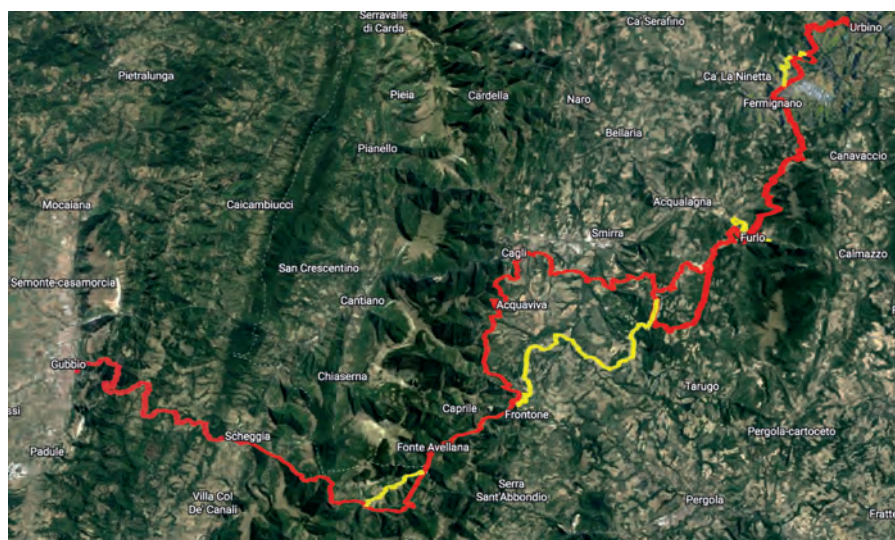 Serravalle
di Carda
Ca' Serafino
Urbino
Pietralunga
Ca' La Ninetta
Pieia
Cardella
Naro
Fermignano
Bellaria
Pianello
Canavaccio
Mocaiana
Caicambiucci
Acqualagna
Smirra
Furlo
Cagli
Calmazzo
San Crescentino
Semonte-casamorcia
Cantiano
Acquaviva
Gubbio
Chiaserna
Tarugo
Caprile
Frontone
ssi
Scheggia
Pergola-cartoceto
Padule
Fonte Avellana
Serra
Sant'Abbondio
Villa Col
De' Canali
Pergola
Fratte